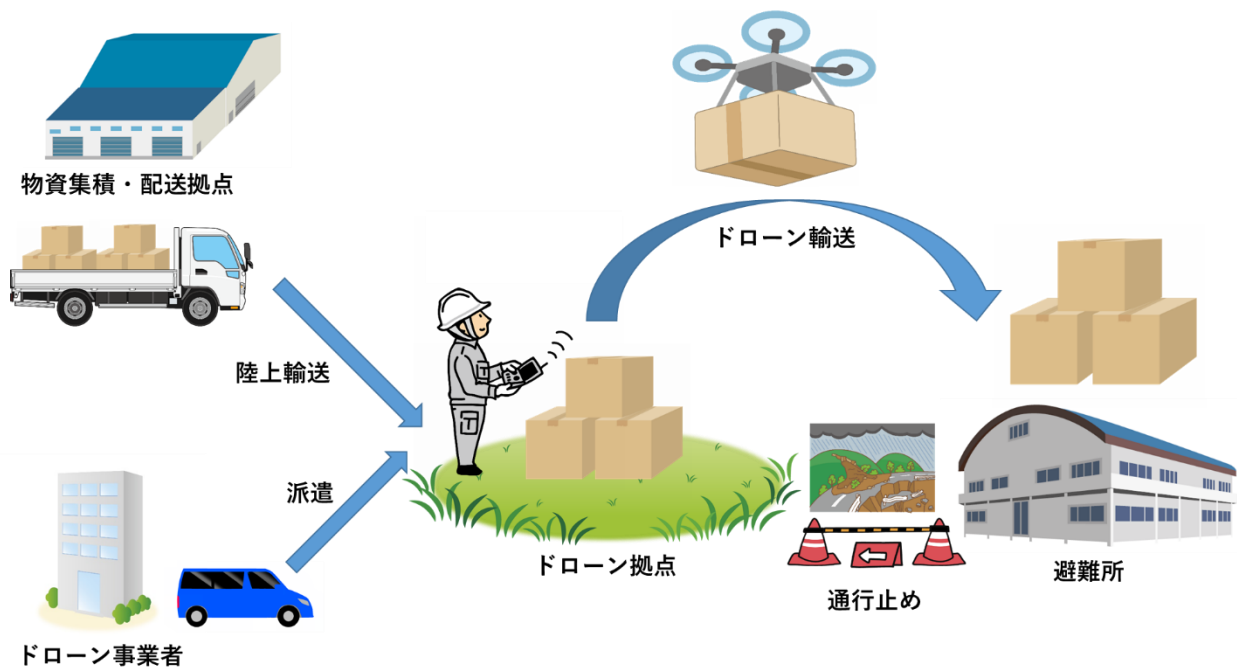 物資集積・配送拠点
ドローン輸送
陸上輸送
派遣
ドローン拠点
通行止め
避難所
ドローン事業者